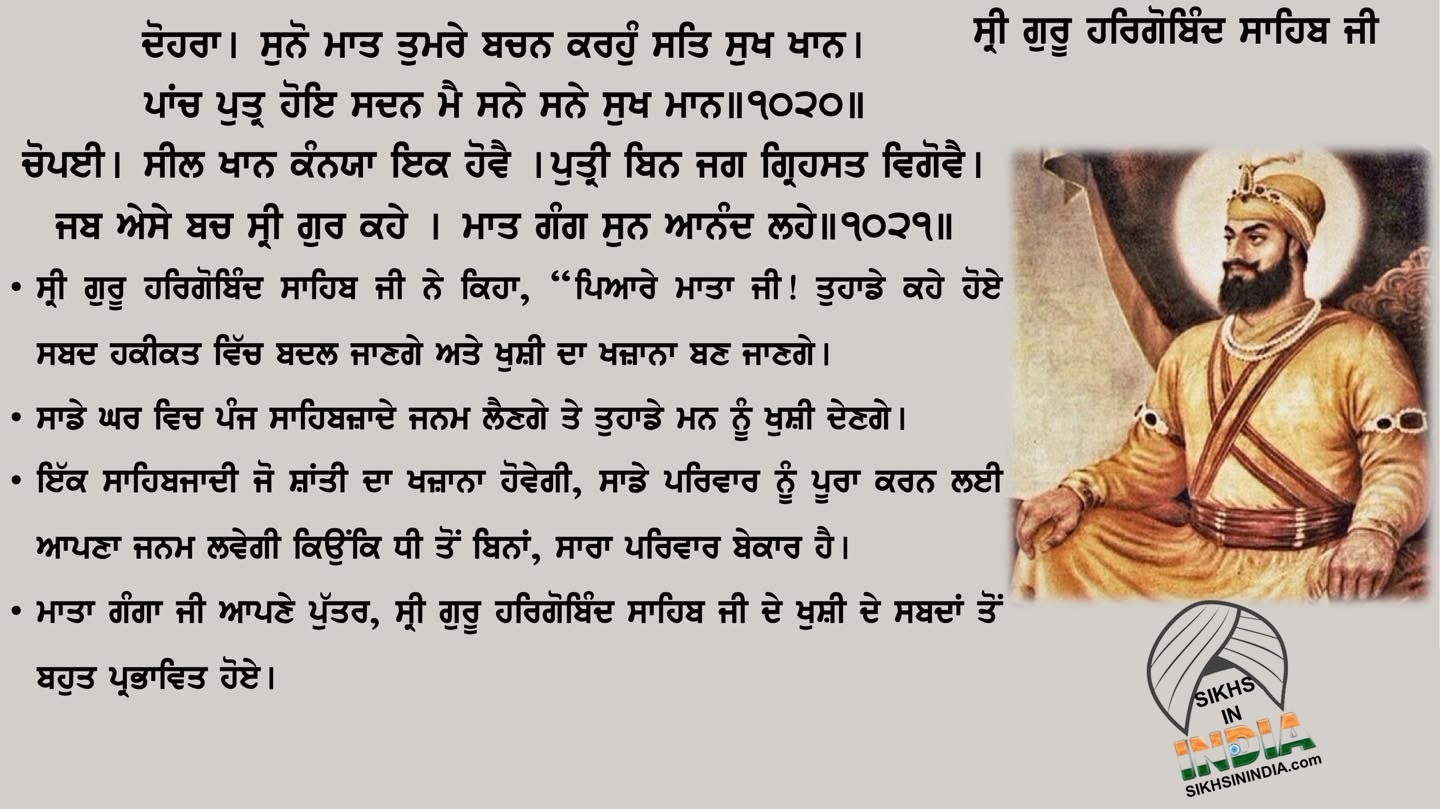 ਸ੍ਰੀ ਗੁਰੂ ਹਰਿਗੋਬਿੰਦ ਸਾਹਿਬ ਜੀ
ਦੋਹਰਾ। ਸੁਨੋ ਮਾਤ ਤੁਮਰੇ ਬਚਨ ਕਰਹੁੰ ਸਤਿ ਸੁਖ ਖਾਨ।
ਪਾਂਚ ਪੁਤ੍ਰ ਹੋਇ ਸਦਨ ਮੈ ਸਨੇ ਸਨੇ ਸੁਖ ਮਾਨ॥੧੦੨੦॥
ਚੋਪਈ। ਸੀਲ ਖਾਨ ਕੰਨਯਾ ਇਕ ਹੋਵੈ ।ਪੁਤ੍ਰੀ ਬਿਨ ਜਗ ਗ੍ਰਿਹਸਤ ਵਿਗੋਵੈ।
ਜਬ ਐਸੇ ਬਚ ਸ੍ਰੀ ਗੁਰ ਕਹੇ । ਮਾਤ ਗੰਗ ਸੁਨ ਆਨੰਦ ਲਹੇ॥੧੦੨੧॥
• ਸ੍ਰੀ ਗੁਰੂ ਹਰਿਗੋਬਿੰਦ ਸਾਹਿਬ ਜੀ ਨੇ ਕਿਹਾ, “ਪਿਆਰੇ ਮਾਤਾ ਜੀ! ਤੁਹਾਡੇ ਕਹੇ ਹੋਏ
ਸਬਦ ਹਕੀਕਤ ਵਿੱਚ ਬਦਲ ਜਾਣਗੇ ਅਤੇ ਖੁਸ਼ੀ ਦਾ ਖਜ਼ਾਨਾ ਬਣ ਜਾਣਗੇ।
• ਸਾਡੇ ਘਰ ਵਿਚ ਪੰਜ ਸਾਹਿਬਜ਼ਾਦੇ ਜਨਮ ਲੈਣਗੇ ਤੇ ਤੁਹਾਡੇ ਮਨ ਨੂੰ ਖੁਸ਼ੀ ਦੇਣਗੇ।
• ਇੱਕ ਸਾਹਿਬਜਾਦੀ ਜੋ ਸ਼ਾਂਤੀ ਦਾ ਖਜ਼ਾਨਾ ਹੋਵੇਗੀ, ਸਾਡੇ ਪਰਿਵਾਰ ਨੂੰ ਪੂਰਾ ਕਰਨ ਲਈ
ਆਪਣਾ ਜਨਮ ਲਵੇਗੀ ਕਿਉਂਕਿ ਧੀ ਤੋਂ ਬਿਨਾਂ, ਸਾਰਾ ਪਰਿਵਾਰ ਬੇਕਾਰ ਹੈ।
• ਮਾਤਾ ਗੰਗਾ ਜੀ ਆਪਣੇ ਪੁੱਤਰ, ਸ੍ਰੀ ਗੁਰੂ ਹਰਿਗੋਬਿੰਦ ਸਾਹਿਬ ਜੀ ਦੇ ਖੁਸ਼ੀ ਦੇ ਸਬਦਾਂ ਤੋਂ
ਬਹੁਤ ਪ੍ਰਭਾਵਿਤ ਹੋਏ।
SIKHS
IN
INDIA
SIKHSININDIA.com